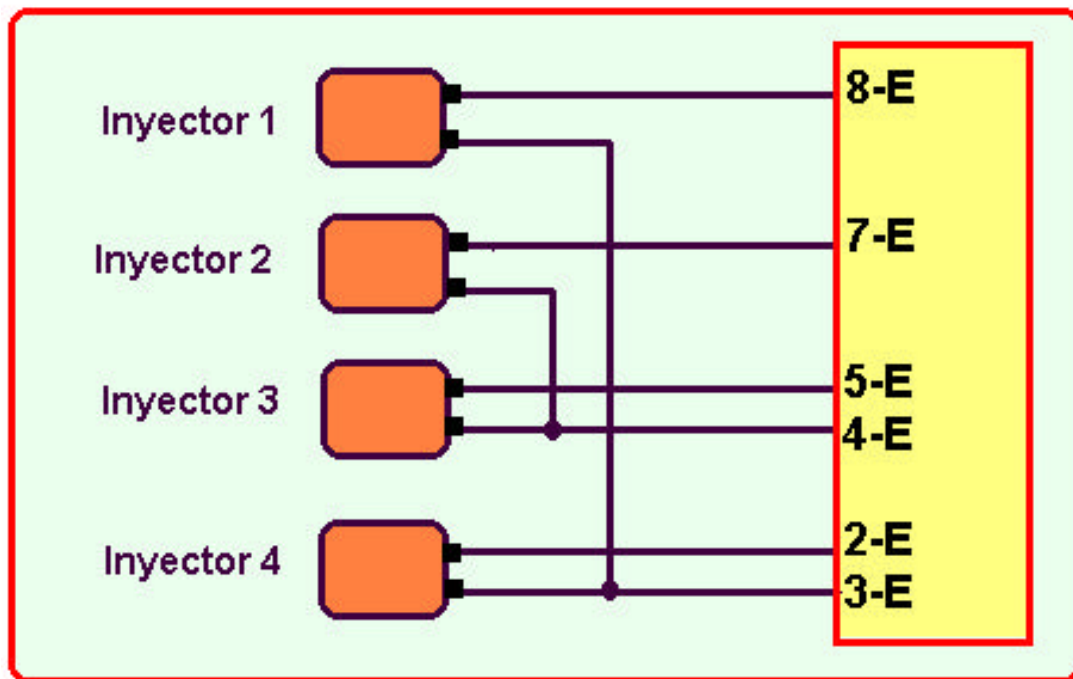 Inyector 1
8-E
Inyector 2
7-E
Inyector 3
5-E
4-E
Inyector 4
2-E
3-E